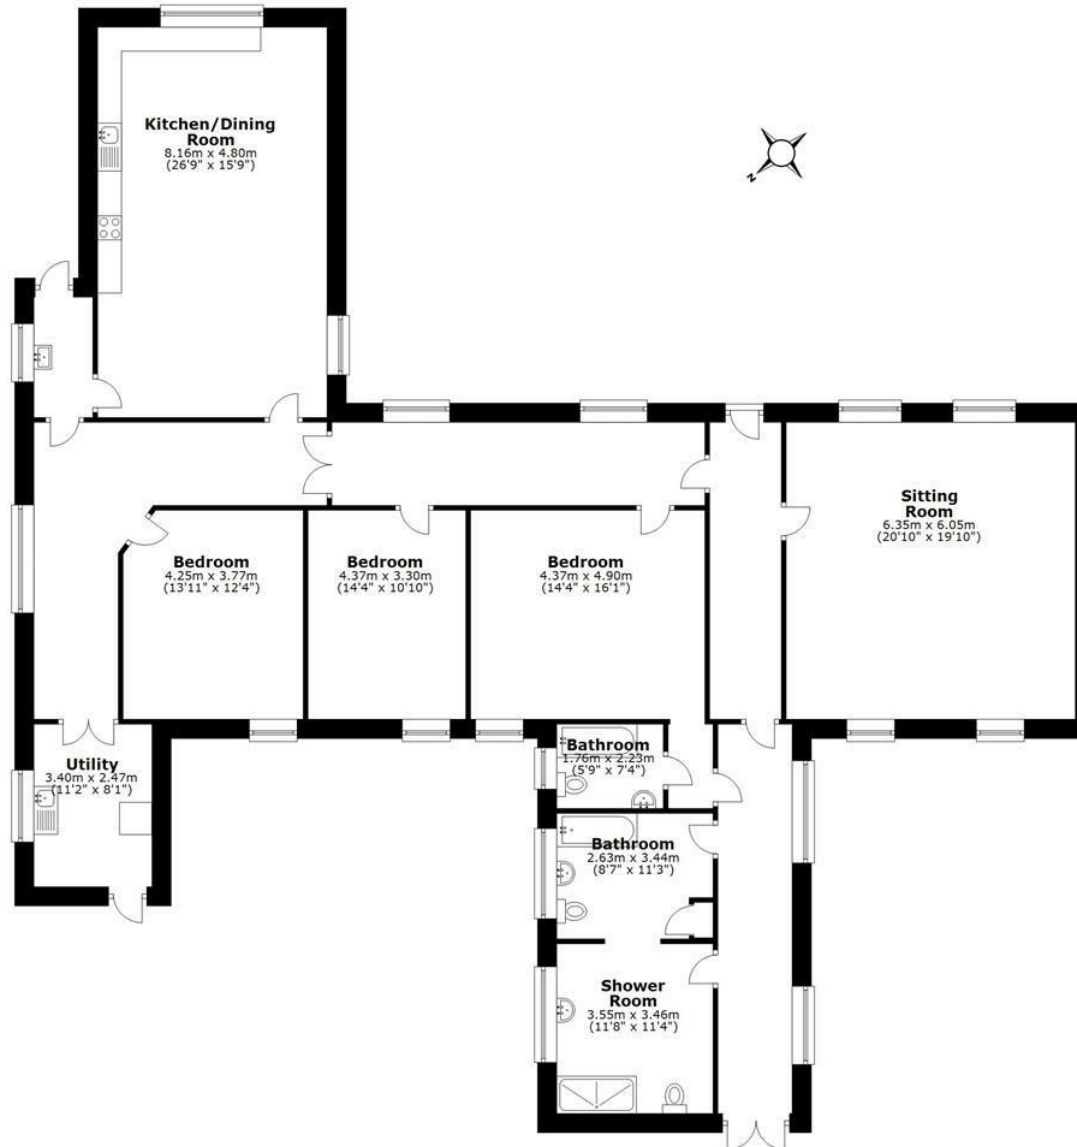 Kitchen/Dining
Room
8.16m x 4.80m
(26'9" x 15'9")
N
Sitting
Room
6.35m x 6.05m
(20'10" x 19'10")
Bedroom
4.25m x 3.77m
(13'11" x 12'4")
Bedroom
4.37m x 3.30m
(14'4" x 10'10")
Bedroom
4.37m x 4.90m
(14'4" x 16'1")
Utility
3.40m x 2.47m
(11'2" x 8'1")
Bathroom
1.76m x 2.23m
(5'9" x 7'4")
Bathroom
2.63m x 3.44m
(8'7" x 11'3")
Shower
Room
3.55m x 3.46m
(11'8" x 11'4")